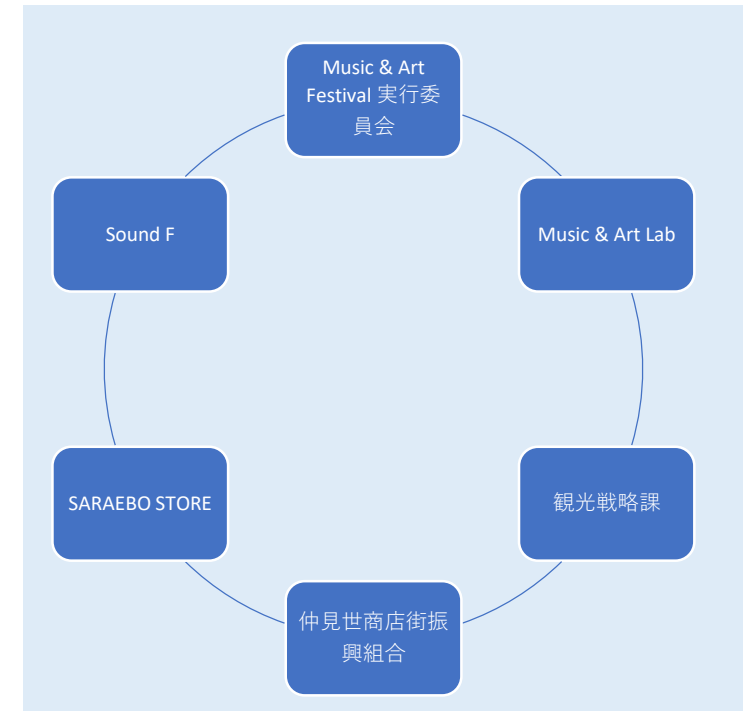 Music & Art
Festival 実行委
員会
Sound F
Music & Art Lab
SARAEBO STORE
観光戦略課
仲見世商店街振
興組合